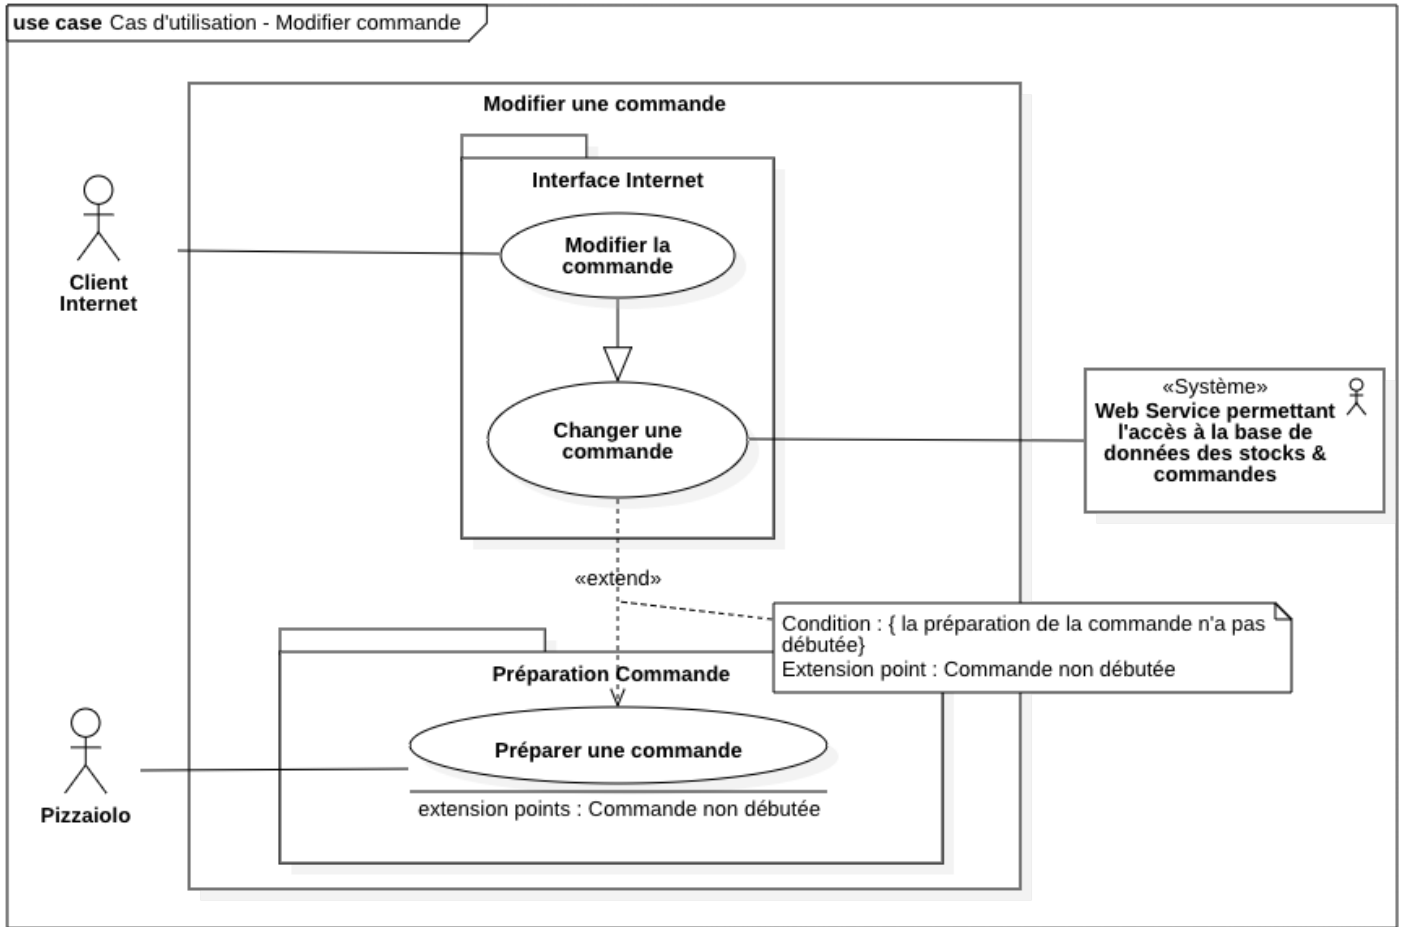 use case Cas d'utilisation - Modifier commande
Modifier une commande
Interface Internet
Modifier la
commande
Client
Internet
Changer une
commande
«Système»
Web Service permettant
l'accès à la base de
données des stocks &
commandes
«extend»
Condition : { la préparation de la commande n'a pas
débutée}
Extension point : Commande non débutée
Préparation Commande
Préparer une commande
extension points : Commande non débutée
Pizzaiolo